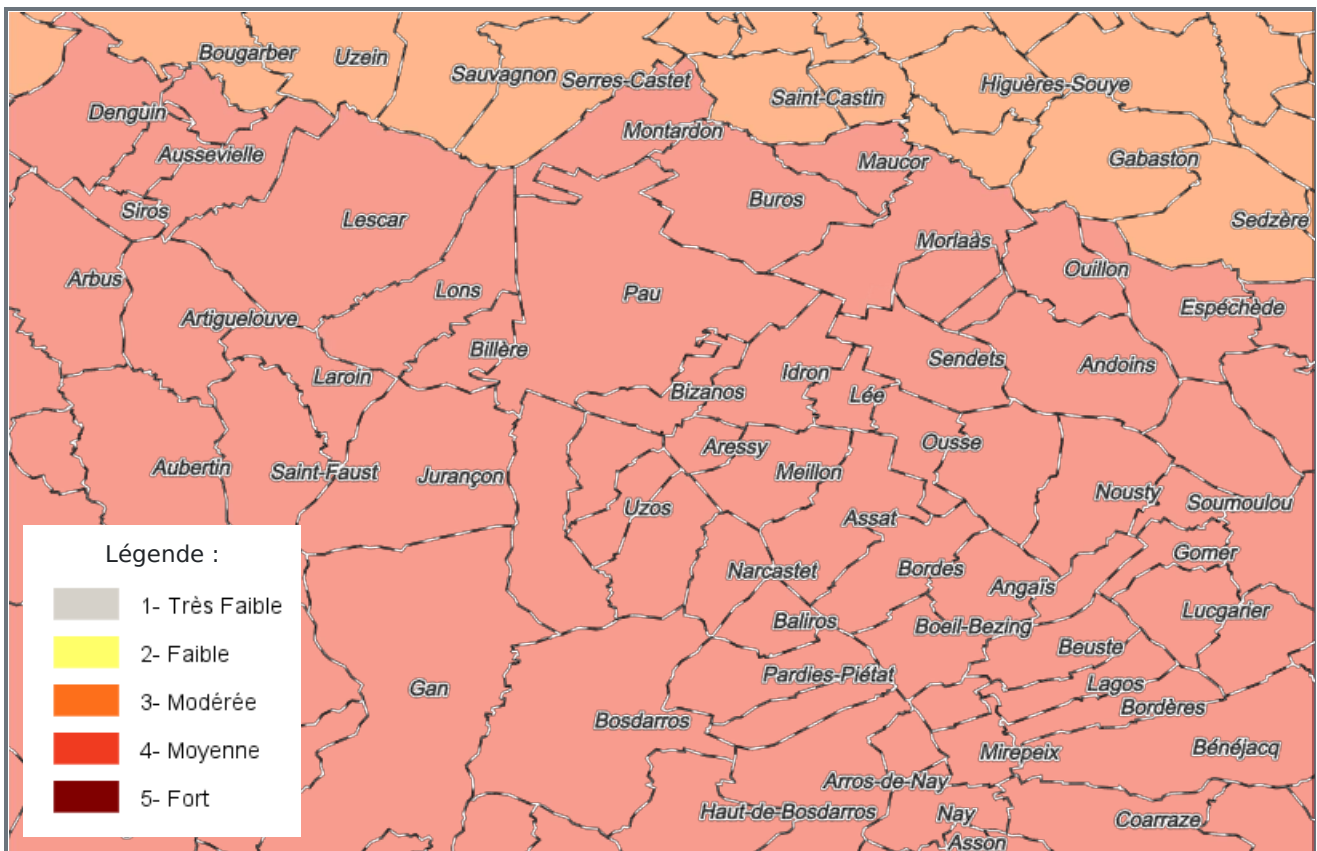 Bougarber
Uzein
Sauvagnon
Serres-Castet
Saint-Castin
Higuères-Souye
Denguin
Montardon
Aussevielle
Maucor
Gabaston
Siros
Lescar
Buros
Sedzère
Morlaàs
Arbus
Lons
Pau
Ouillon
Artiguelouve
Espéchède
Billère
Laroin
Idron
Sendets
Andoins
Bizanos
Lée
Aubertin
Saint-Faust
Jurançon
Aressy
Meillon
Ousse
Uzos
Assat
Nousty
Soumoulou
Légende :
1- Très Faible
2- Faible
3- Modérée
4- Moyenne
5- Fort
Narcastet
Bordes
Angaïs
Gomer
Baliros
Boeil-Bezing
Lucgarier
Beuste
Gan
Pardies-Piétat
Lagos
Bosdarros
Bordères
Mirepeix
Bénéjacq
Arros-de-Nay
Haut-de-Bosdarros
Nay
Coarraze
Asson